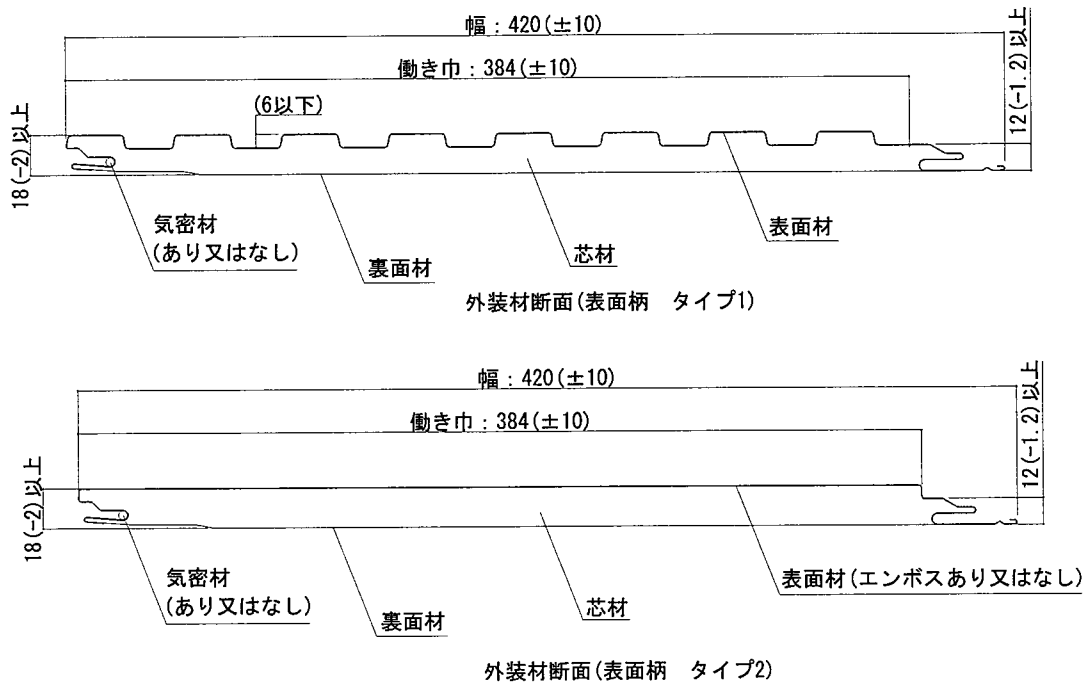 幅：420(±10)
働き巾：384(±10)
(6以下)
18(-2)以上
12(-1.2)以上
気密材
(あり又はなし)
裏面材
芯材
表面材
外装材断面(表面柄　タイプ1)
幅：420(±10)
働き巾：384(±10)
18(-2)以上
12(-1.2)以上
気密材
(あり又はなし)
裏面材
芯材
表面材(エンボスあり又はなし)
外装材断面(表面柄　タイプ2)